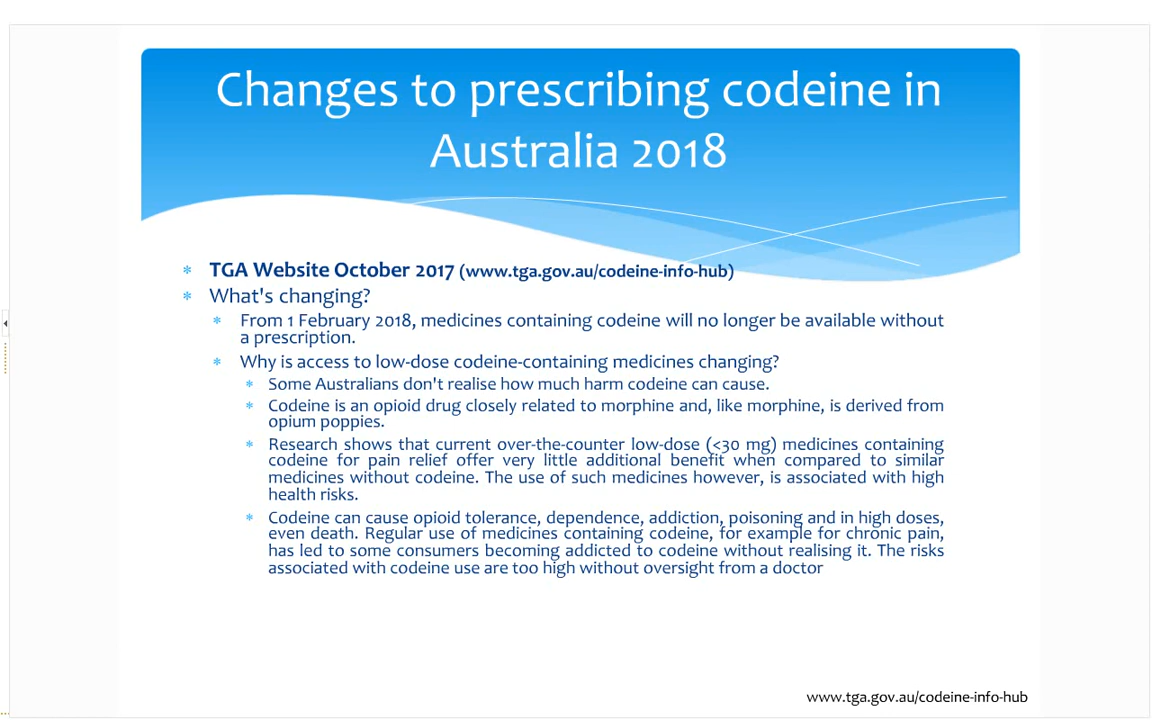 Changes to prescribing codeine in
Australia 2018
* TGA Website October 2017 (www.tga.gov.au/codeine-info-hub)
* What's changing?
* From 1 February 2018, medicines containing codeine will no longer be available without
a prescription.
* Why is access to low-dose codeine-containing medicines changing?
* Some Australians don't realise how much harm codeine can cause.
* Codeine is an opioid drug closely related to morphine and, like morphine, is derived from
opium poppies.
* Research shows that current over-the-counter low-dose (<30 mg) medicines containing
codeine for pain relief offer very little additional benefit when compared to similar
medicines without codeine. The use of such medicines however, is associated with high
health risks.
* Codeine can cause opioid tolerance, dependence, addiction, poisoning and in high doses,
even death. Regular use of medicines containing codeine, for example for chronic pain,
has led to some consumers becoming addicted to codeine without realising it. The risks
associated with codeine use are too high without oversight from a doctor
www.tga.gov.au/codeine-info-hub